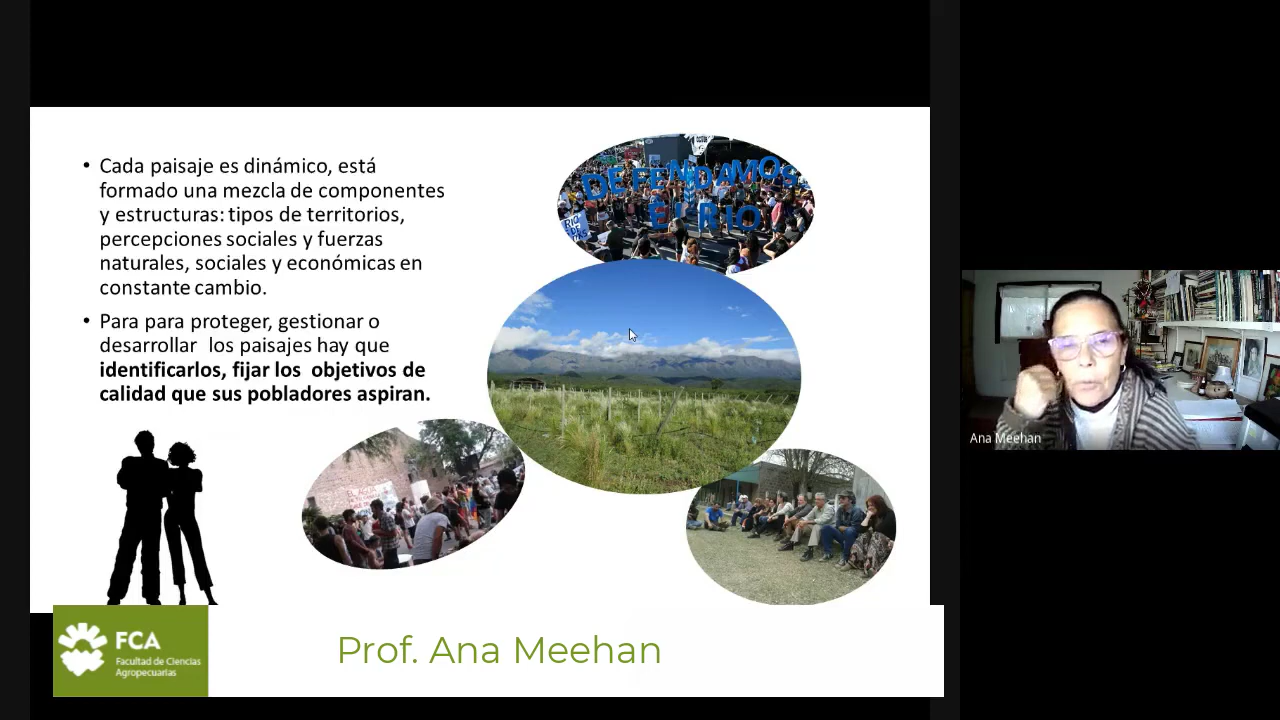 • Cada paisaje es dinámico, está
formado una mezcla de componentes
y estructuras: tipos de territorios,
percepciones sociales y fuerzas
naturales, sociales y económicas en
constante cambio.
• Para para proteger, gestionar o
desarrollar los paisajes hay que
identificarlos, fijar los objetivos de
calidad que sus pobladores aspiran.
DEFENDAMOS
EL RIO
EL AGUA
Ana Meehan
FCA
Facultad de Ciencias
Agropecuarias
Prof. Ana Meehan